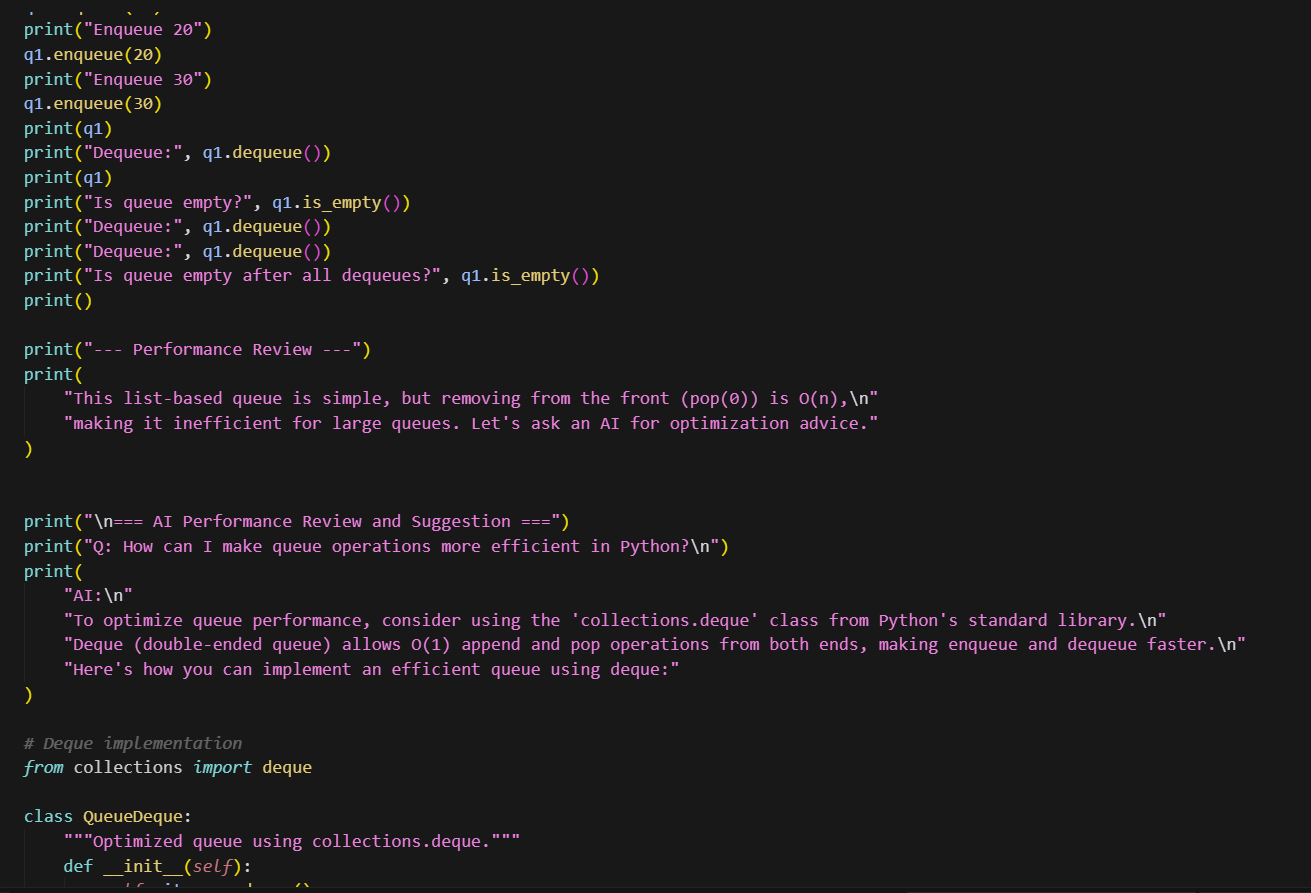 print("Enqueue 20")
q1.enqueue(20)
print("Enqueue 30")
q1.enqueue(30)
print(q1)
print("Dequeue:", q1.dequeue())
print(q1)
print("Is queue empty?", q1.is_empty())
print("Dequeue:", q1.dequeue())
print("Dequeue:", q1.dequeue())
print("Is queue empty after all dequeues?", q1.is_empty())
print()
print("--- Performance Review ---")
print(
    "This list-based queue is simple, but removing from the front (pop(0)) is O(n),\n"
    "making it inefficient for large queues. Let's ask an AI for optimization advice."
)
print("\n=== AI Performance Review and Suggestion ===")
print("Q: How can I make queue operations more efficient in Python?\n")
print(
    "AI:\n"
    "To optimize queue performance, consider using the 'collections.deque' class from Python's standard library.\n"
    "Deque (double-ended queue) allows O(1) append and pop operations from both ends, making enqueue and dequeue faster.\n"
    "Here's how you can implement an efficient queue using deque:"
)
# Deque implementation
from collections import deque
class QueueDeque:
    """Optimized queue using collections.deque."""
    def __init__(self):